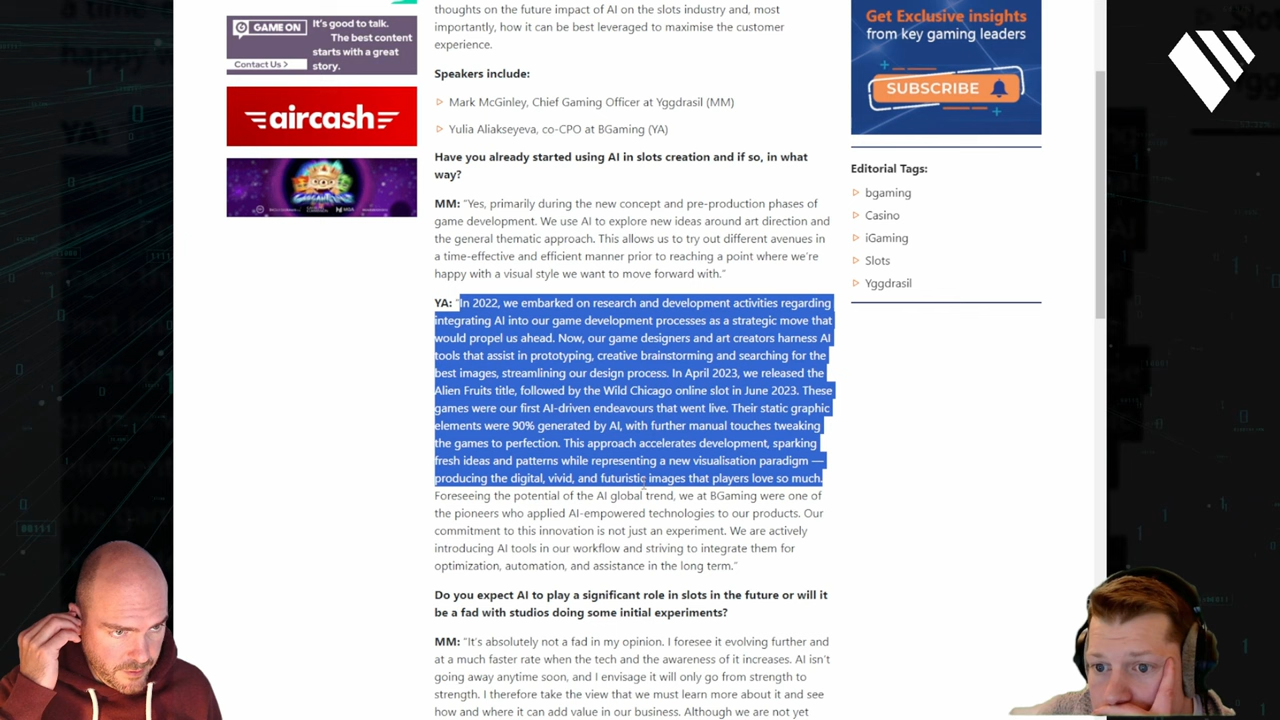 thoughts on the future impact of AI on the slots industry and, most
importantly, how it can be best leveraged to maximise the customer
experience.
Speakers include:
Mark McGinley, Chief Gaming Officer at Yggdrasil (MM)
Yulia Aliakseyeva, co-CPO at BGaming (YA)
Have you already started using AI in slots creation and if so, in what
way?
MM: “Yes, primarily during the new concept and pre-production phases of
game development. We use AI to explore new ideas around art direction and
the general thematic approach. This allows us to try out different avenues in
a time-effective and efficient manner prior to reaching a point where we’re
happy with a visual style we want to move forward with.”
YA: “In 2022, we embarked on research and development activities regarding
integrating AI into our game development processes as a strategic move that
would propel us ahead. Now, our game designers and art creators harness AI
tools that assist in prototyping, creative brainstorming and searching for the
best images, streamlining our design process. In April 2023, we released the
Alien Fruits title, followed by the Wild Chicago online slot in June 2023. These
games were our first AI-driven endeavours that went live. Their static graphic
elements were 90% generated by AI, with further manual touches tweaking
the games to perfection. This approach accelerates development, sparking
fresh ideas and patterns while representing a new visualisation paradigm —
producing the digital, vivid, and futuristic images that players love so much.
Foreseeing the potential of the AI global trend, we at BGaming were one of
the pioneers who applied AI-empowered technologies to our products. Our
commitment to this innovation is not just an experiment. We are actively
introducing AI tools in our workflow and striving to integrate them for
optimization, automation, and assistance in the long term.”
Do you expect AI to play a significant role in slots in the future or will it
be a fad with studios doing some initial experiments?
MM: “It’s absolutely not a fad in my opinion. I foresee it evolving further and
at a much faster rate when the tech and the awareness of it increases. AI isn’t
going away anytime soon, and I envisage it will only go from strength to
strength. I therefore take the view that we must learn more about it and see
how and where it can add value in our business. Although we are not yet
GAME ON
It's good to talk.
The best content
starts with a great
story.
Contact Us >
aircash
Get Exclusive insights
from key gaming leaders
SUBSCRIBE
Editorial Tags:
bgaming
Casino
iGaming
Slots
Yggdrasil
YA: